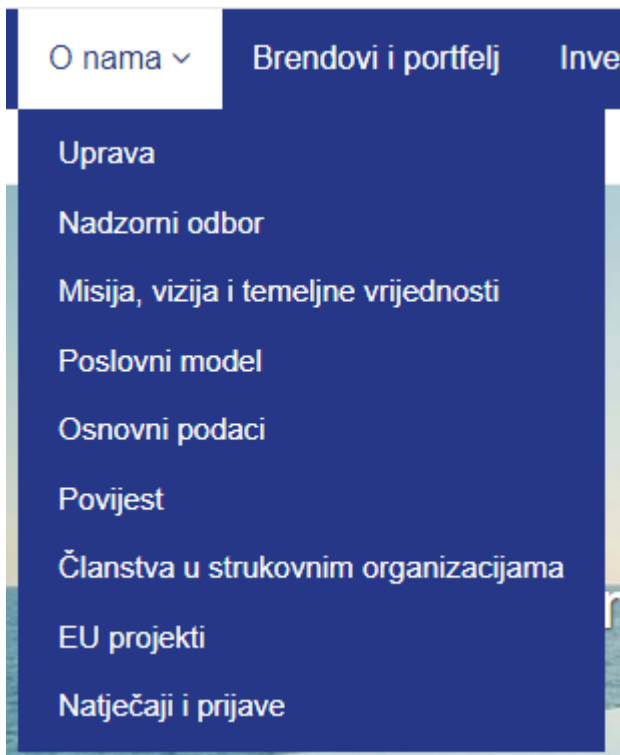 O nama Brendovi i portfelj Inve
Uprava
Nadzorni odbor
Misija, vizija i temeljne vrijednosti
Poslovni model
Osnovni podaci
Povijest
Članstva u strukovnim organizacijama
EU projekti
Natječaji i prijave